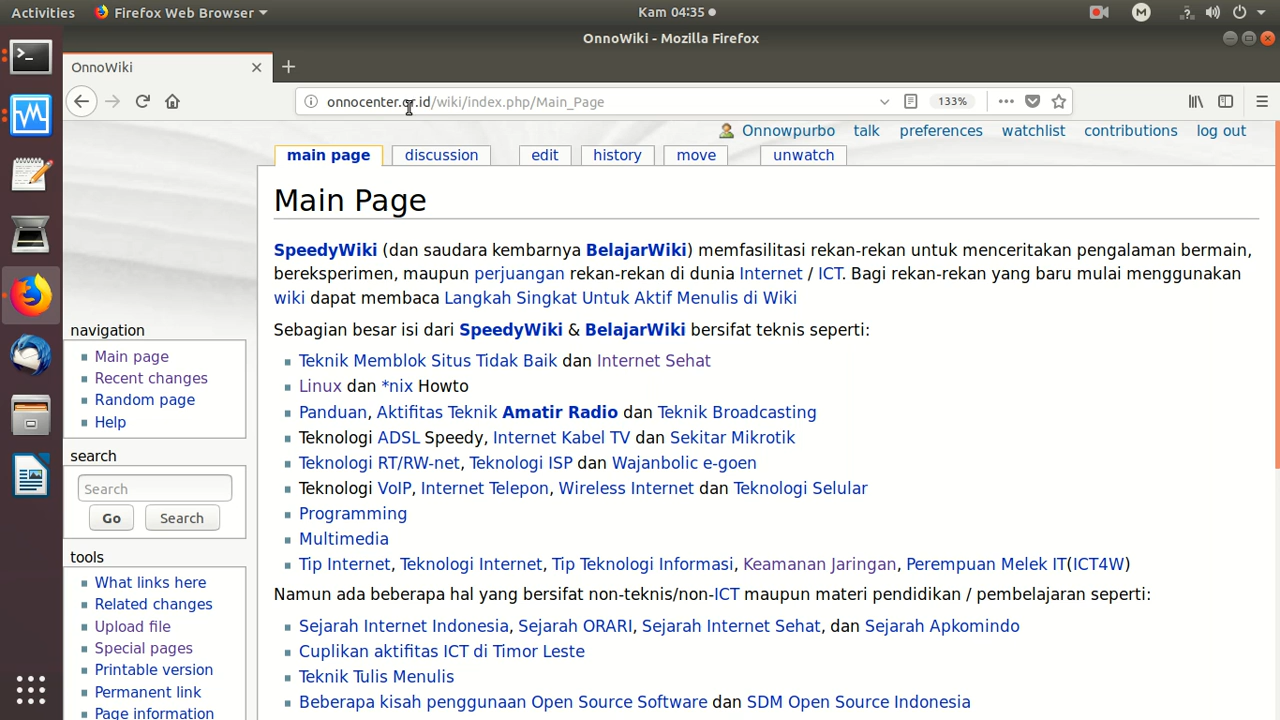 Activities Firefox Web Browser Kam 04:35
OnnoWiki - Mozilla Firefox
OnnoWiki
onnocenter.or.id/wiki/index.php/Main_Page 133%
Onnowpurbo talk preferences watchlist contributions log out
main page discussion edit history move unwatch
Main Page
SpeedyWiki (dan saudara kembarnya BelajarWiki) memfasilitasi rekan-rekan untuk menceritakan pengalaman bermain,
bereksperimen, maupun perjuangan rekan-rekan di dunia Internet / ICT. Bagi rekan-rekan yang baru mulai menggunakan
wiki dapat membaca Langkah Singkat Untuk Aktif Menulis di Wiki
Sebagian besar isi dari SpeedyWiki & BelajarWiki bersifat teknis seperti:
Teknik Memblok Situs Tidak Baik dan Internet Sehat
Linux dan *nix Howto
Panduan, Aktifitas Teknik Amatir Radio dan Teknik Broadcasting
Teknologi ADSL Speedy, Internet Kabel TV dan Sekitar Mikrotik
Teknologi RT/RW-net, Teknologi ISP dan Wajanbolic e-goen
Teknologi VoIP, Internet Telepon, Wireless Internet dan Teknologi Selular
Programming
Multimedia
Tip Internet, Teknologi Internet, Tip Teknologi Informasi, Keamanan Jaringan, Perempuan Melek IT(ICT4W)
Namun ada beberapa hal yang bersifat non-teknis/non-ICT maupun materi pendidikan / pembelajaran seperti:
Sejarah Internet Indonesia, Sejarah ORARI, Sejarah Internet Sehat, dan Sejarah Apkomindo
Cuplikan aktifitas ICT di Timor Leste
Teknik Tulis Menulis
Beberapa kisah penggunaan Open Source Software dan SDM Open Source Indonesia
navigation
Main page
Recent changes
Random page
Help
search
Search
Go Search
tools
What links here
Related changes
Upload file
Special pages
Printable version
Permanent link
Page information